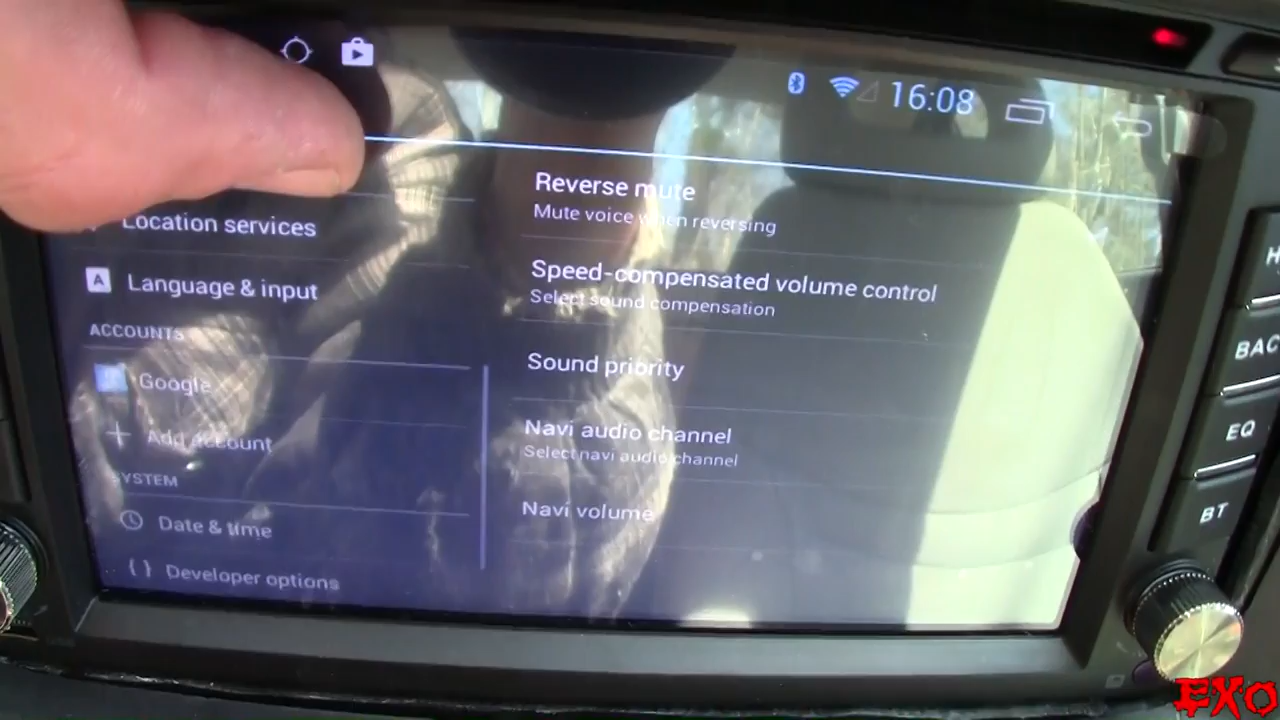 16:08
Location services
Language & input
ACCOUNTS
Google
Add account
SYSTEM
Date & time
{ } Developer options
Reverse mute
Mute voice when reversing
Speed-compensated volume control
Select sound compensation
Sound priority
Navi audio channel
Select navi audio channel
Navi volume
BT
EQ
EXO